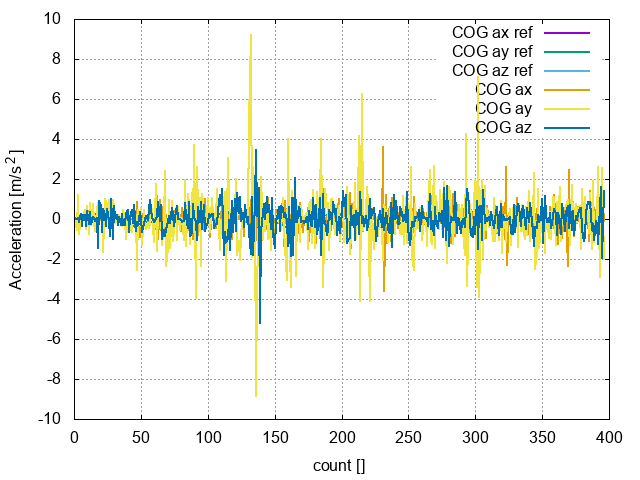 10
8
6
4
2
0
-2
-4
-6
-8
-10
0 50 100 150 200 250 300 350 400
Acceleration [m/s²]
count []
COG ax ref
COG ay ref
COG az ref
COG ax
COG ay
COG az